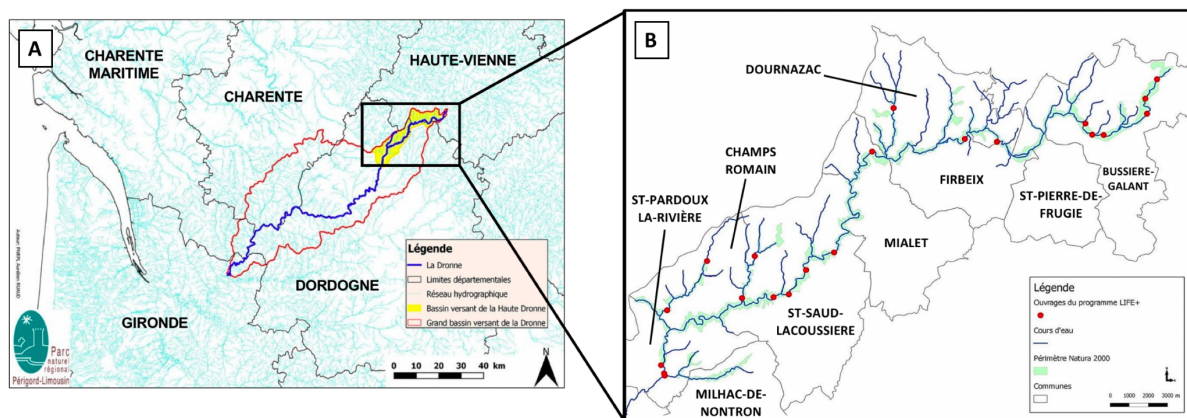 A
CHARENTE
MARITIME
CHARENTE
HAUTE-VIENNE
DORDOGNE
GIRONDE
Légende
La Dronne
Limites départementales
Réseau hydrographique
Bassin versant de la Haute Dronne
Grand bassin versant de la Dronne
Parc
naturel
régional
Périgord-Limousin
0 10 20 30 40 km
N
B
DOURNAZAC
CHAMPS
ROMAIN
ST-PARDOUX
LA-RIVIÈRE
FIRBEIX
BUSSIERE-
GALANT
ST-PIERRE-DE-
FRUGIE
MIALET
ST-SAUD-
LACOUSSIERE
MILHAC-DE-
NONTRON
Légende
Ouvrages du programme LIFE+
Cours d'eau
Périmètre Natura 2000
Communes
0 1000 2000 3000 m